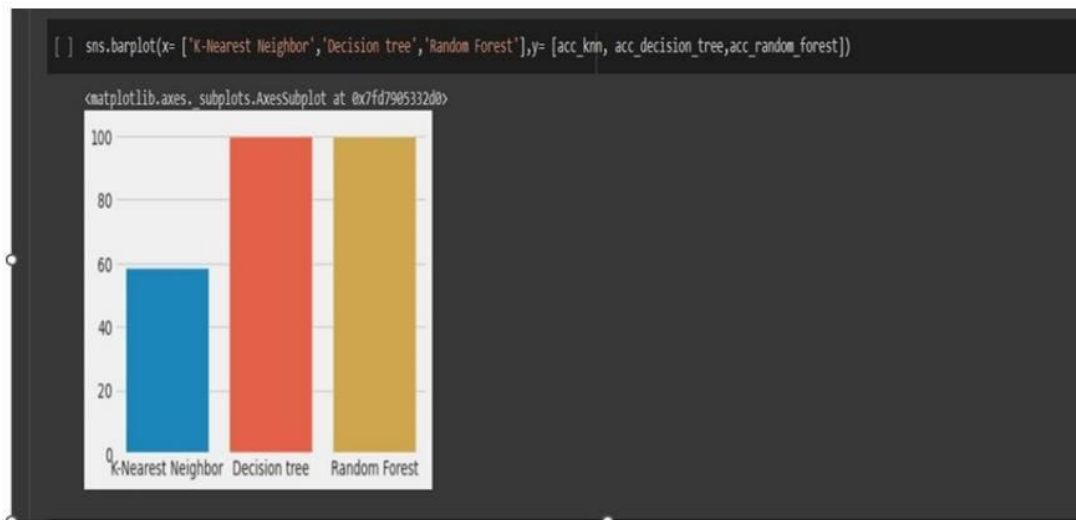 [ ] sns.barplot(x= ['K-Nearest Neighbor','Decision tree','Random Forest'],y= [acc_knn, acc_decision_tree,acc_random_forest])
<matplotlib.axes._subplots.AxesSubplot at 0x7fd7905332d0>
100
80
60
40
20
0
K-Nearest Neighbor Decision tree Random Forest